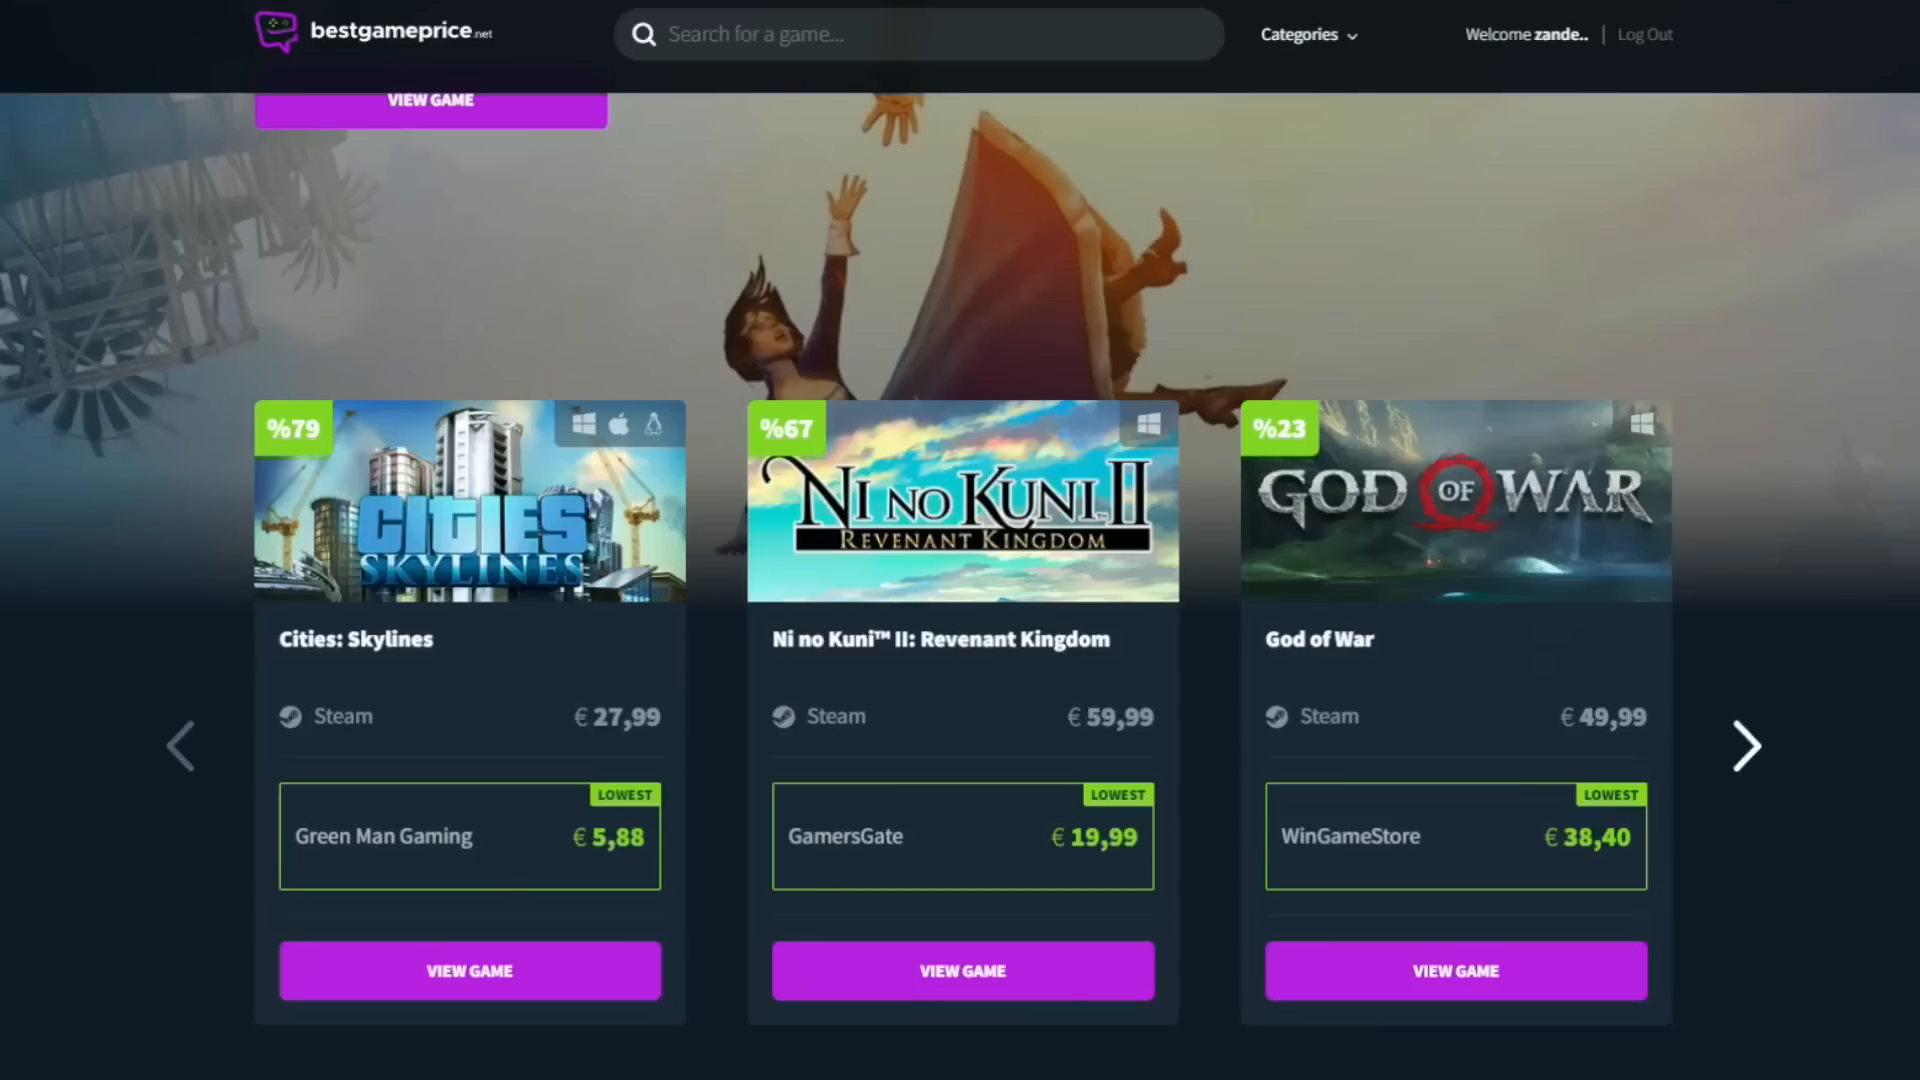 bestgameprice.net
Search for a game...
Categories
Welcome zande.. | Log Out
VIEW GAME
%79
CITIES
SKYLINES
Cities: Skylines
Steam € 27,99
LOWEST
Green Man Gaming € 5,88
VIEW GAME
%67
NI NO KUNI™ II
REVENANT KINGDOM
Ni no Kuni™ II: Revenant Kingdom
Steam € 59,99
LOWEST
GamersGate € 19,99
VIEW GAME
%23
GOD OF WAR
God of War
Steam € 49,99
LOWEST
WinGameStore € 38,40
VIEW GAME